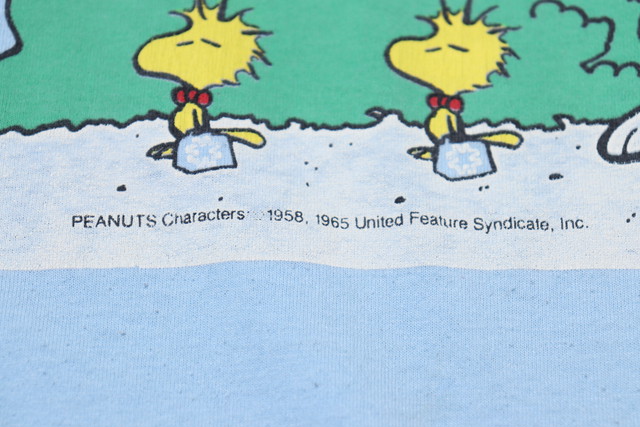 PEANUTS Characters: 1958, 1965 United Feature Syndicate, Inc.